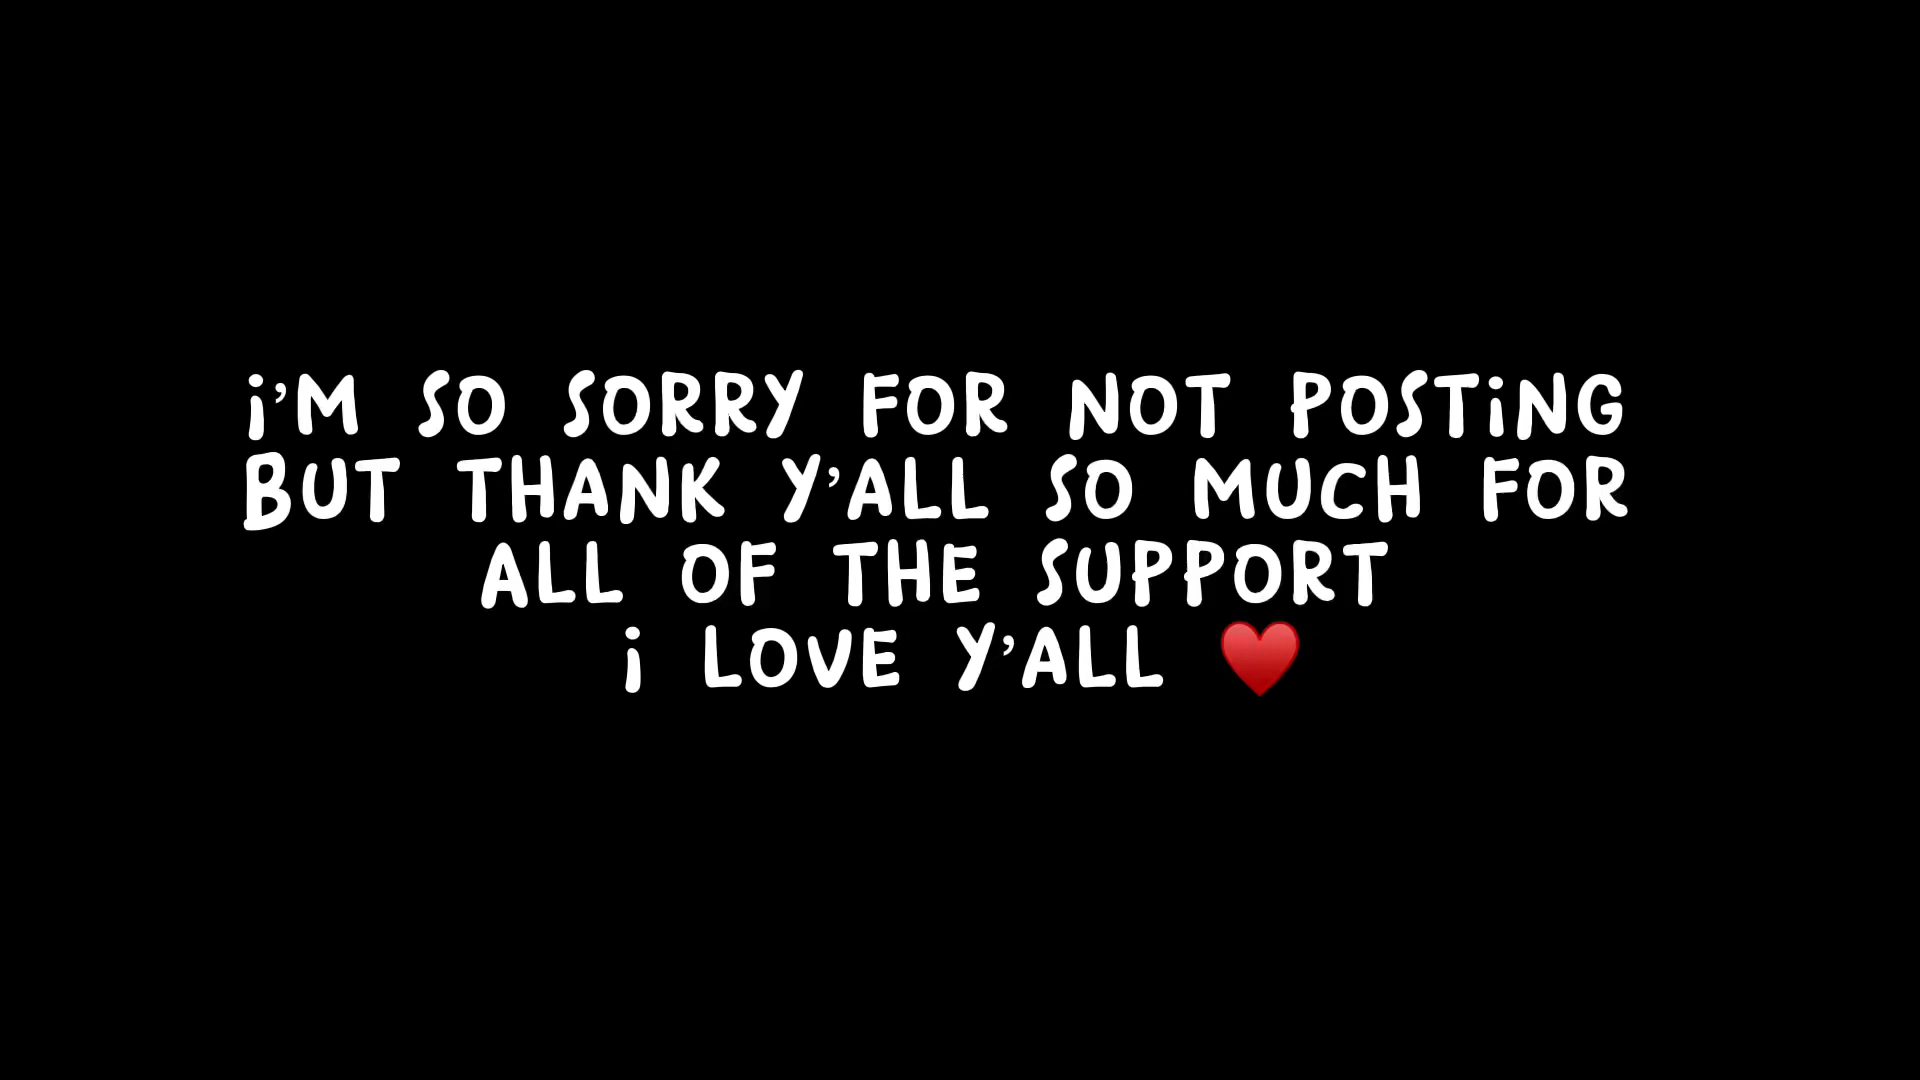 i'M SO SORRY FOR NOT POSTiNG
BUT THANK Y'ALL SO MUCH FOR
ALL OF THE SUPPORT
i LOVE Y'ALL ♥️